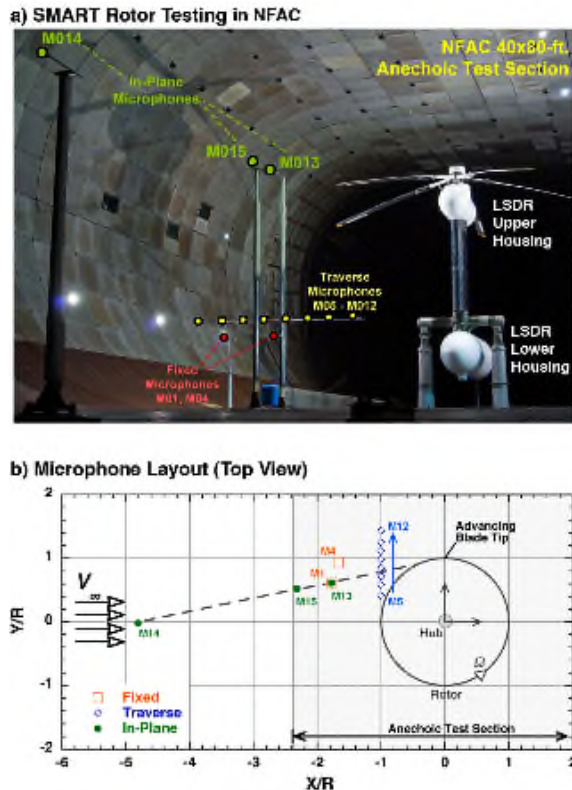 a) SMART Rotor Testing in NFAC
M014
NFAC 40x80-ft.
Anechoic Test Section
In-Plane
Microphones
M015
M013
LSDR
Upper
Housing
Traverse
Microphones
M05 - M012
LSDR
Lower
Housing
Fixed
Microphones
M01, M04
b) Microphone Layout (Top View)
2
1
0
-1
-2
Y/R
M12
Advancing
Blade Tip
M4
M1
V∞
M15
M13
M5
M14
Hub
Ω
Rotor
Fixed
Traverse
In-Plane
Anechoic Test Section
-6 -5 -4 -3 -2 -1 0 1 2
X/R